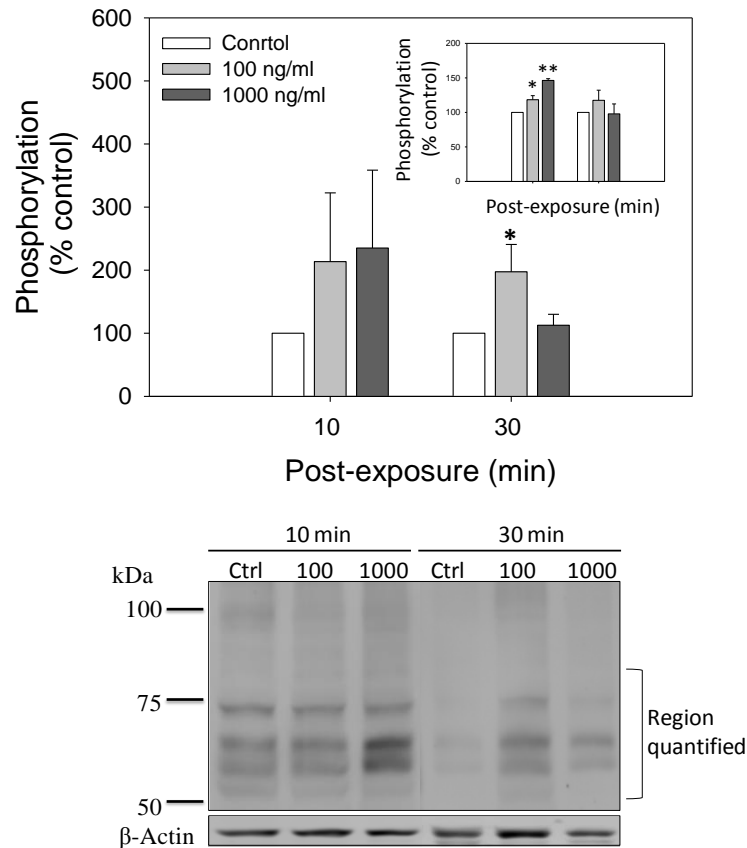 Phosphorylation
(% control)
600
500
400
300
200
100
0
Conrtol
100 ng/ml
1000 ng/ml
Phosphorylation
(% control)
200
150
100
50
0
* **
Post-exposure (min)
*
10 30
Post-exposure (min)
10 min 30 min
kDa Ctrl 100 1000 Ctrl 100 1000
100
75
50
Region
quantified
β-Actin